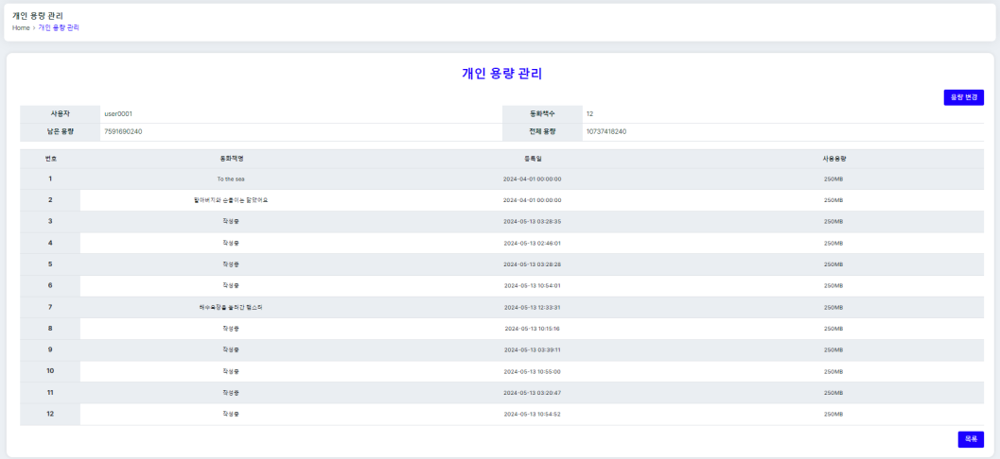 개인 용량 관리
Home › 개인 용량 관리
개인 용량 관리
용량 변경
사용자 user0001 동화책수 12
남은 용량 7591690240 전체 용량 10737418240
번호 동화책명 등록일 사용용량
1 To the sea 2024-04-01 00:00:00 250MB
2 할아버지와 순돌이는 닮았어요 2024-04-01 00:00:00 250MB
3 작성중 2024-05-13 03:28:35 250MB
4 작성중 2024-05-13 02:46:01 250MB
5 작성중 2024-05-13 03:28:28 250MB
6 작성중 2024-05-13 10:54:01 250MB
7 해수욕장을 놀러간 햄스터 2024-05-13 12:33:31 250MB
8 작성중 2024-05-13 10:15:16 250MB
9 작성중 2024-05-13 03:39:11 250MB
10 작성중 2024-05-13 10:55:00 250MB
11 작성중 2024-05-13 03:20:47 250MB
12 작성중 2024-05-13 10:54:52 250MB
목록